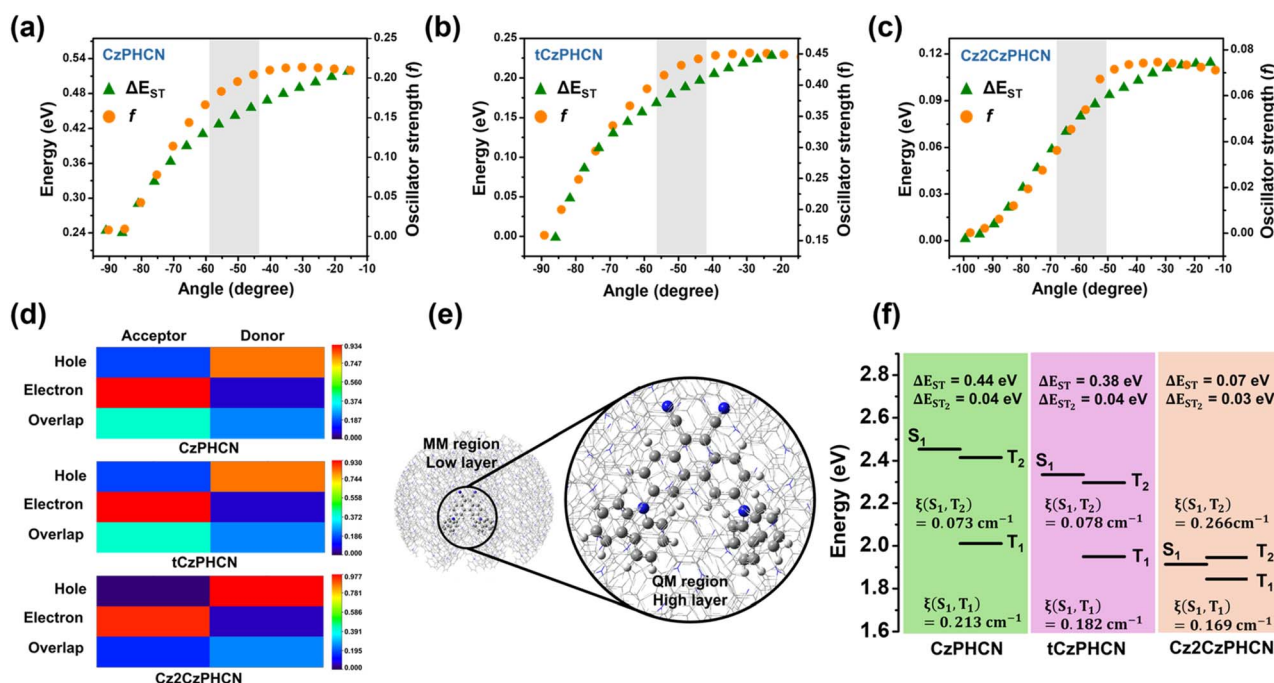 (a)
CzPHCN
ΔE_ST
f
Energy (eV)
0.54
0.48
0.42
0.36
0.30
0.24
Oscillator strength (f)
0.25
0.20
0.15
0.10
0.05
0.00
-90 -80 -70 -60 -50 -40 -30 -20 -10
Angle (degree)
(b)
tCzPHCN
ΔE_ST
f
Energy (eV)
0.25
0.20
0.15
0.10
0.05
0.00
Oscillator strength (f)
0.45
0.40
0.35
0.30
0.25
0.20
0.15
-90 -80 -70 -60 -50 -40 -30 -20
Angle (degree)
(c)
Cz2CzPHCN
ΔE_ST
f
Energy (eV)
0.12
0.09
0.06
0.03
0.00
Oscillator strength (f)
0.08
0.06
0.04
0.02
0.00
-100 -90 -80 -70 -60 -50 -40 -30 -20 -10
Angle (degree)
(d)
Acceptor Donor
Hole
Electron
Overlap
0.934
0.747
0.560
0.374
0.187
0.000
CzPHCN
Hole
Electron
Overlap
0.930
0.744
0.558
0.372
0.186
0.000
tCzPHCN
Hole
Electron
Overlap
0.977
0.781
0.586
0.391
0.195
0.000
Cz2CzPHCN
(e)
MM region
Low layer
QM region
High layer
(f)
Energy (eV)
2.8
2.6
2.4
2.2
2.0
1.8
1.6
ΔE_ST = 0.44 eV
ΔE_ST₂ = 0.04 eV
S₁
T₂
ξ(S₁, T₂)
= 0.073 cm⁻¹
T₁
ξ(S₁, T₁)
= 0.213 cm⁻¹
CzPHCN
ΔE_ST = 0.38 eV
ΔE_ST₂ = 0.04 eV
S₁
T₂
ξ(S₁, T₂)
= 0.078 cm⁻¹
T₁
ξ(S₁, T₁)
= 0.182 cm⁻¹
tCzPHCN
ΔE_ST = 0.07 eV
ΔE_ST₂ = 0.03 eV
ξ(S₁, T₂)
= 0.266cm⁻¹
S₁
T₂
T₁
ξ(S₁, T₁)
= 0.169 cm⁻¹
Cz2CzPHCN